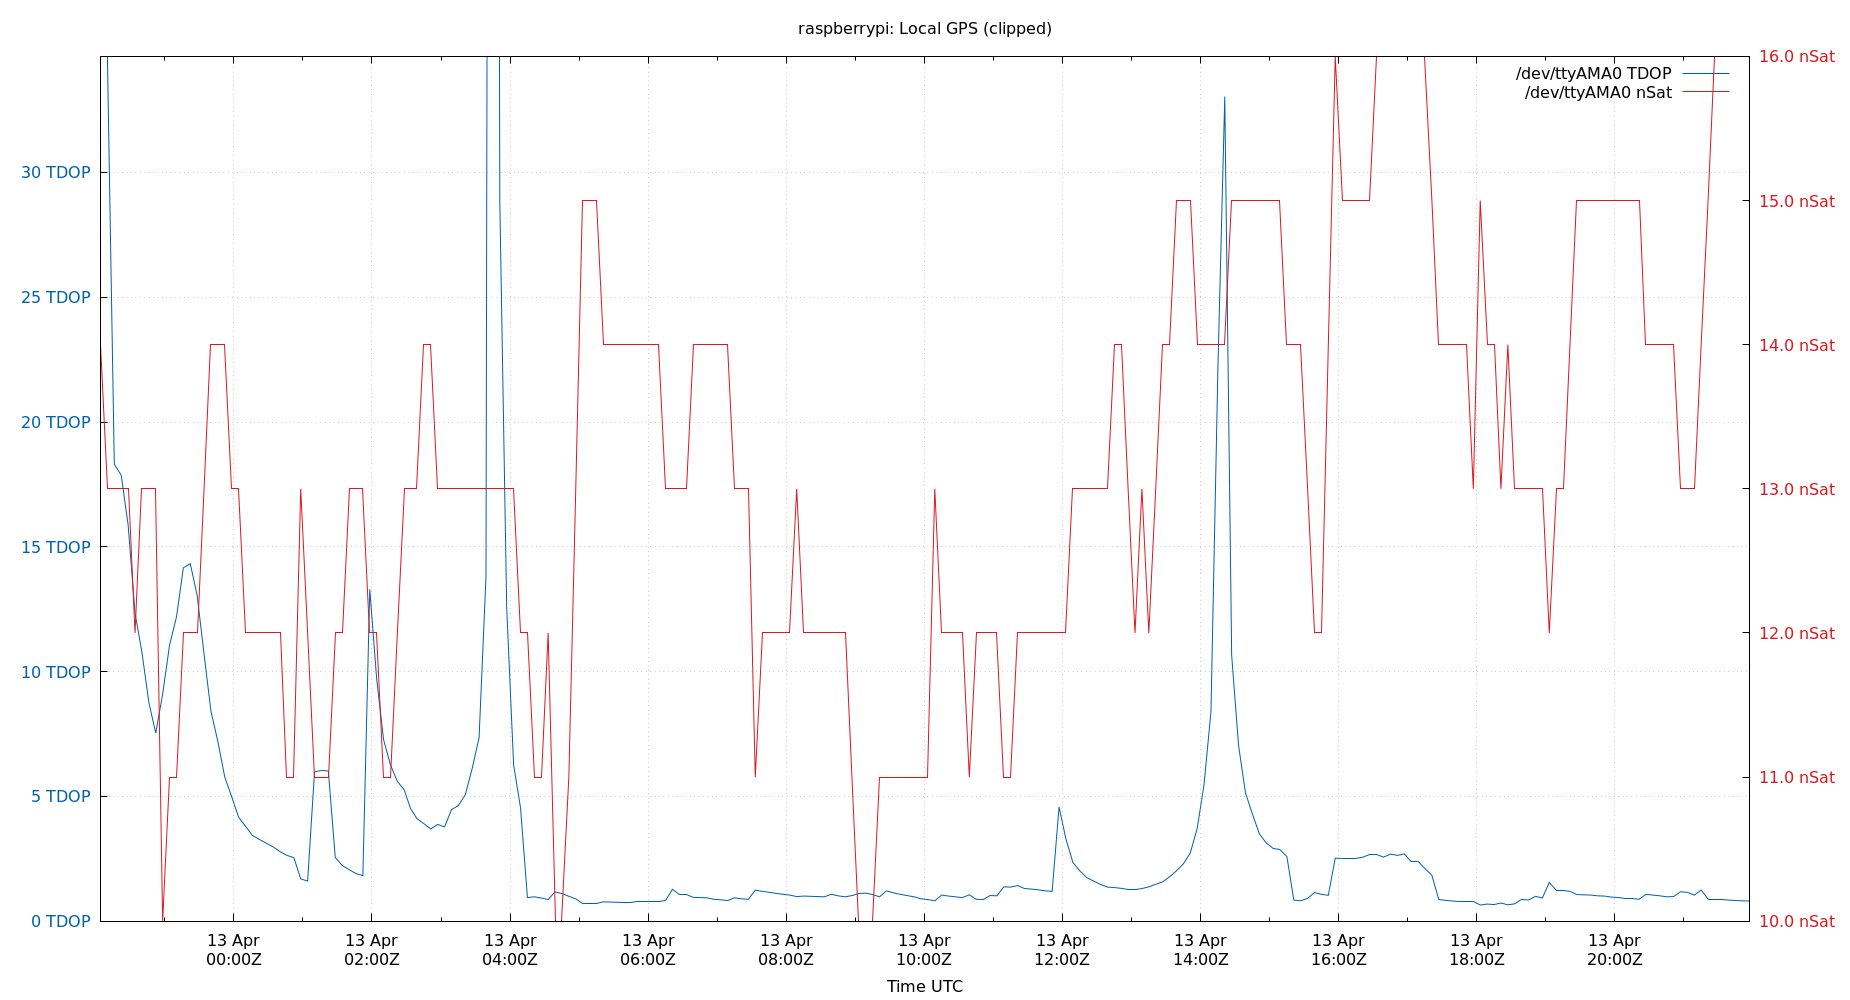 raspberrypi: Local GPS (clipped)
16.0 nSat
/dev/ttyAMA0 TDOP
/dev/ttyAMA0 nSat
30 TDOP
15.0 nSat
25 TDOP
14.0 nSat
20 TDOP
13.0 nSat
15 TDOP
12.0 nSat
10 TDOP
11.0 nSat
5 TDOP
0 TDOP
10.0 nSat
13 Apr 13 Apr 13 Apr 13 Apr 13 Apr 13 Apr 13 Apr 13 Apr 13 Apr 13 Apr 13 Apr
00:00Z 02:00Z 04:00Z 06:00Z 08:00Z 10:00Z 12:00Z 14:00Z 16:00Z 18:00Z 20:00Z
Time UTC